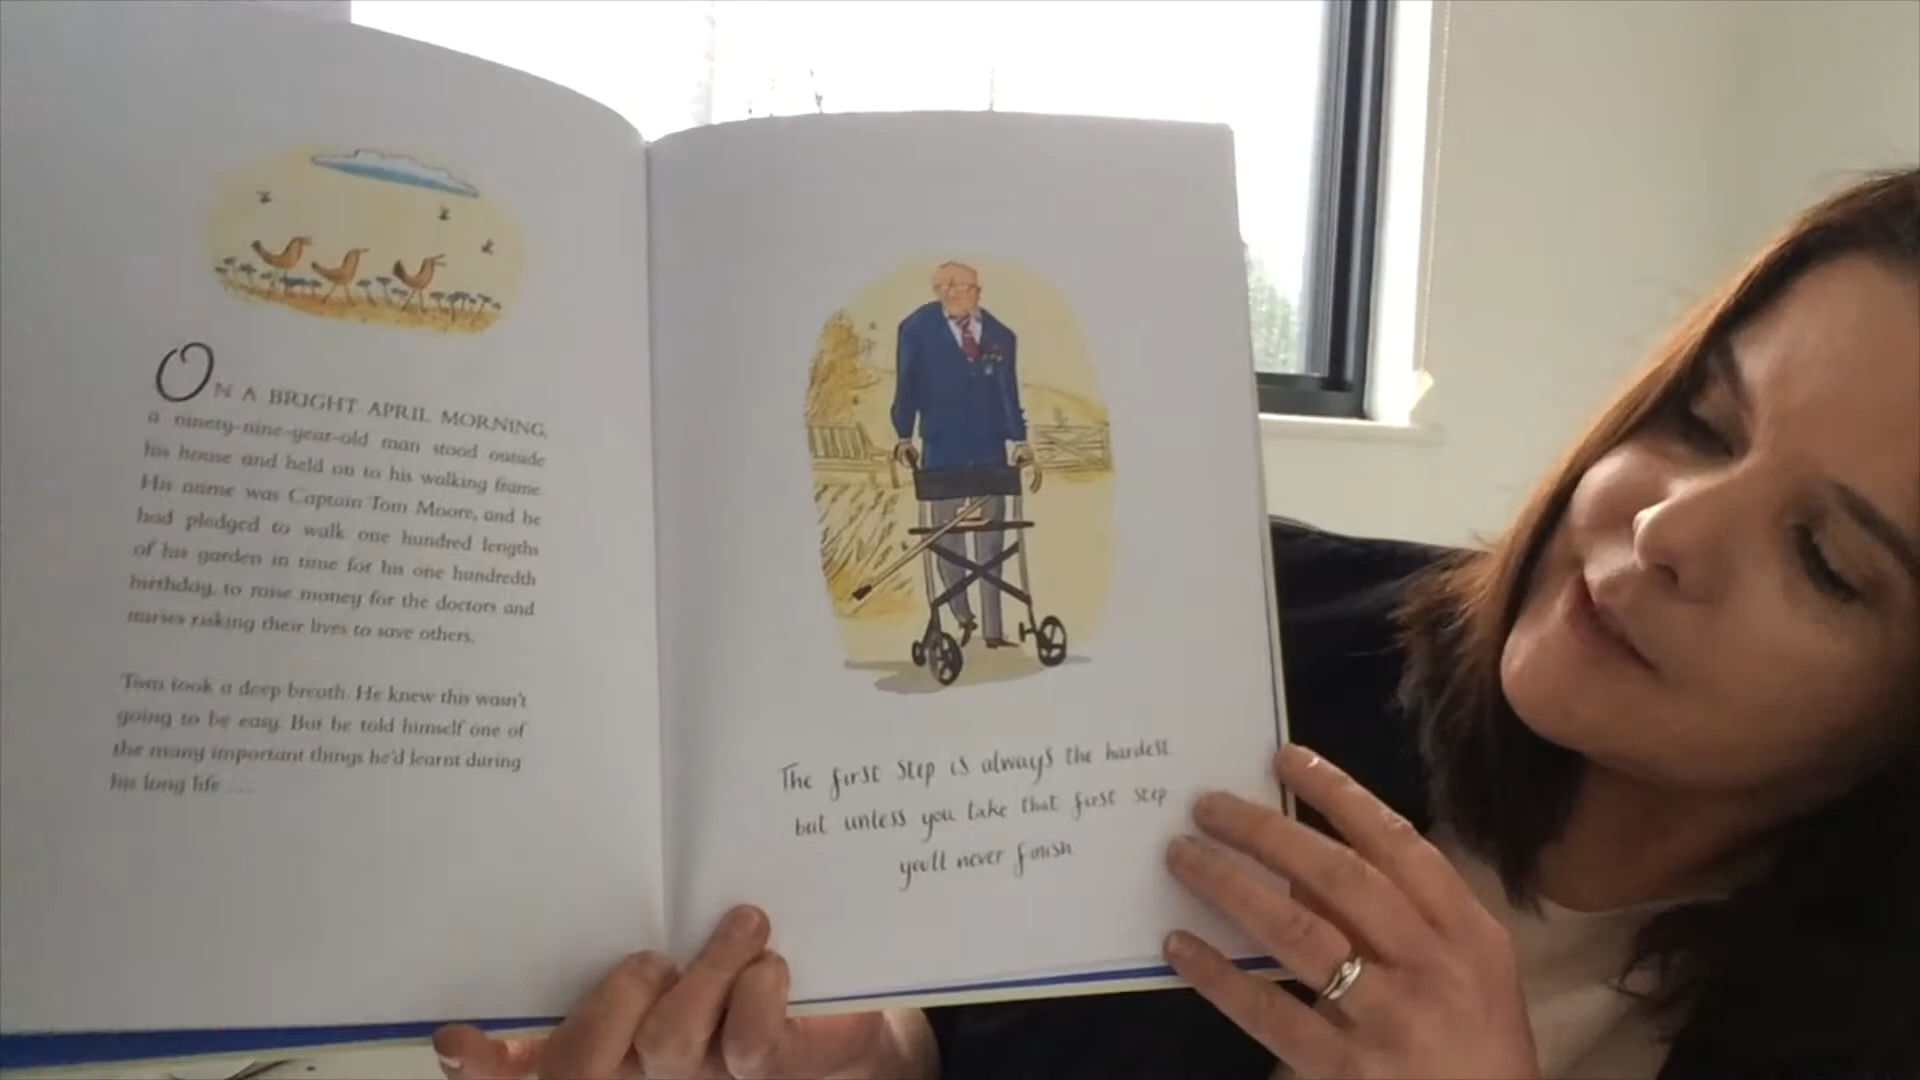 ON A BRIGHT APRIL MORNING,
a ninety-nine-year-old man stood outside
his house and held on to his walking frame.
His name was Captain Tom Moore, and he
had pledged to walk one hundred lengths
of his garden in time for his one hundredth
birthday, to raise money for the doctors and
nurses risking their lives to save others.
Tom took a deep breath. He knew this wasn't
going to be easy. But he told himself one of
the many important things he'd learnt during
his long life ...
The first step is always the hardest
but unless you take that first step
you'll never finish